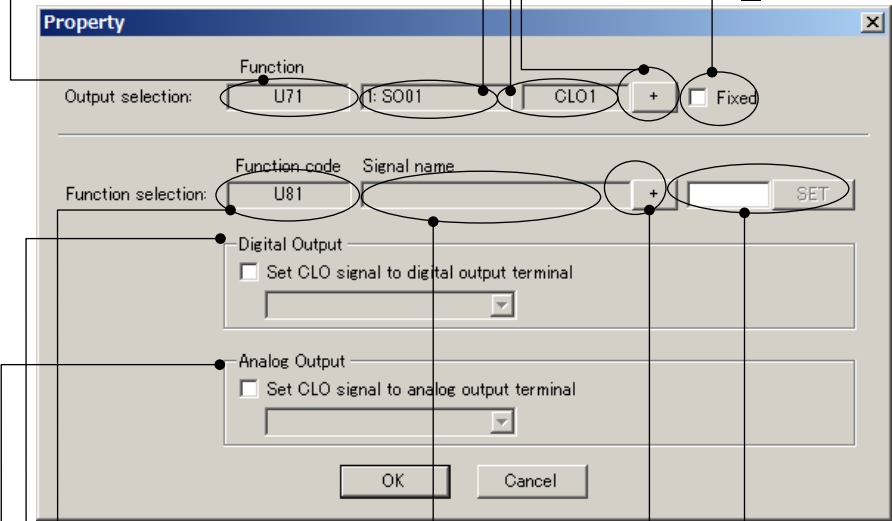 Property
Function
Output selection: U71 1: SO01 CLO1 + Fixed
Function code Signal name
Function selection: U81 + SET
Digital Output
Set CLO signal to digital output terminal
Analog Output
Set CLO signal to analog output terminal
OK Cancel